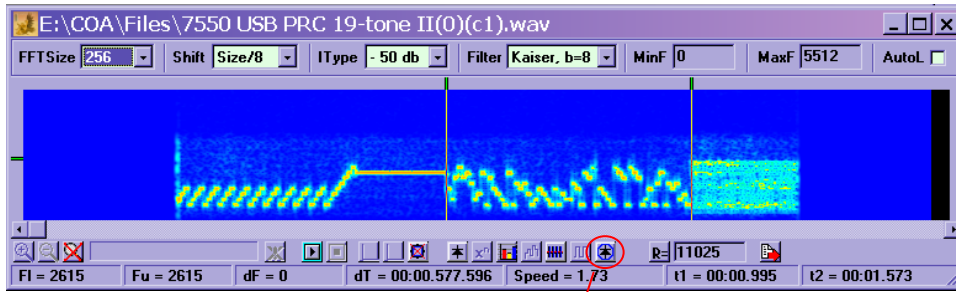 E:\COA\Files\7550 USB PRC 19-tone II(0)(c1).wav
FFTSize 256 Shift Size/8 IType - 50 db Filter Kaiser, b=8 MinF 0 MaxF 5512 AutoL
R= 11025
Fl = 2615 Fu = 2615 dF = 0 dT = 00:00.577.596 Speed = 1.73 t1 = 00:00.995 t2 = 00:01.573